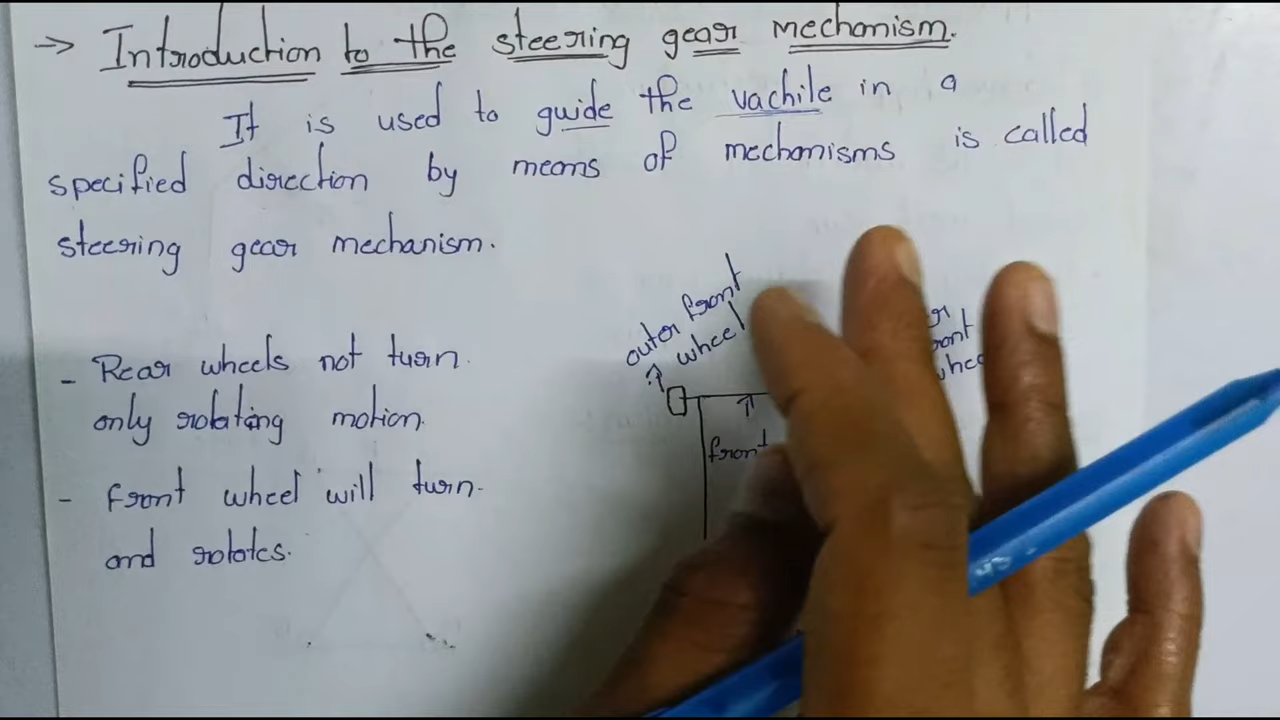 → Introduction to the steering gear mechanism.
It is used to guide the vachile in a
specified direction by means of mechanisms is called
steering gear mechanism.
- Rear wheels not turn.
only rotating motion.
- front wheel will turn.
and rotates.
outer front
wheel
front